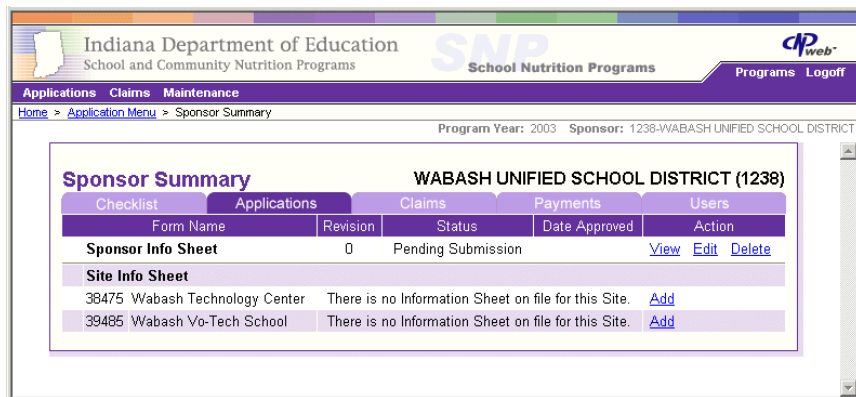 Indiana Department of Education
School and Community Nutrition Programs
SNP
School Nutrition Programs
CNPweb
Programs Logoff
Applications Claims Maintenance
Home > Application Menu > Sponsor Summary
Program Year: 2003 Sponsor: 1238-WABASH UNIFIED SCHOOL DISTRICT
Sponsor Summary WABASH UNIFIED SCHOOL DISTRICT (1238)
Checklist Applications Claims Payments Users
Form Name Revision Status Date Approved Action
Sponsor Info Sheet 0 Pending Submission View Edit Delete
Site Info Sheet
38475 Wabash Technology Center There is no Information Sheet on file for this Site. Add
39485 Wabash Vo-Tech School There is no Information Sheet on file for this Site. Add